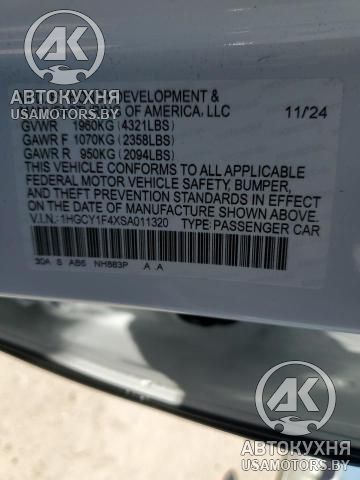 AK
АВТОКУХНЯ
USAMOTORS.BY
DEVELOPMENT &
OF AMERICA, LLC 11/24
GVWR 1960KG (4321LBS)
GAWR F 1070KG (2358LBS)
GAWR R 950KG (2094LBS)
THIS VEHICLE CONFORMS TO ALL APPLICABLE
FEDERAL MOTOR VEHICLE SAFETY, BUMPER,
AND THEFT PREVENTION STANDARDS IN EFFECT
ON THE DATE OF MANUFACTURE SHOWN ABOVE.
V.I.N.: 1HGCY1F4XSA011320 TYPE: PASSENGER CAR
30A S AB5 NH883P A A
AK
АВТОКУХНЯ
USAMOTORS.BY